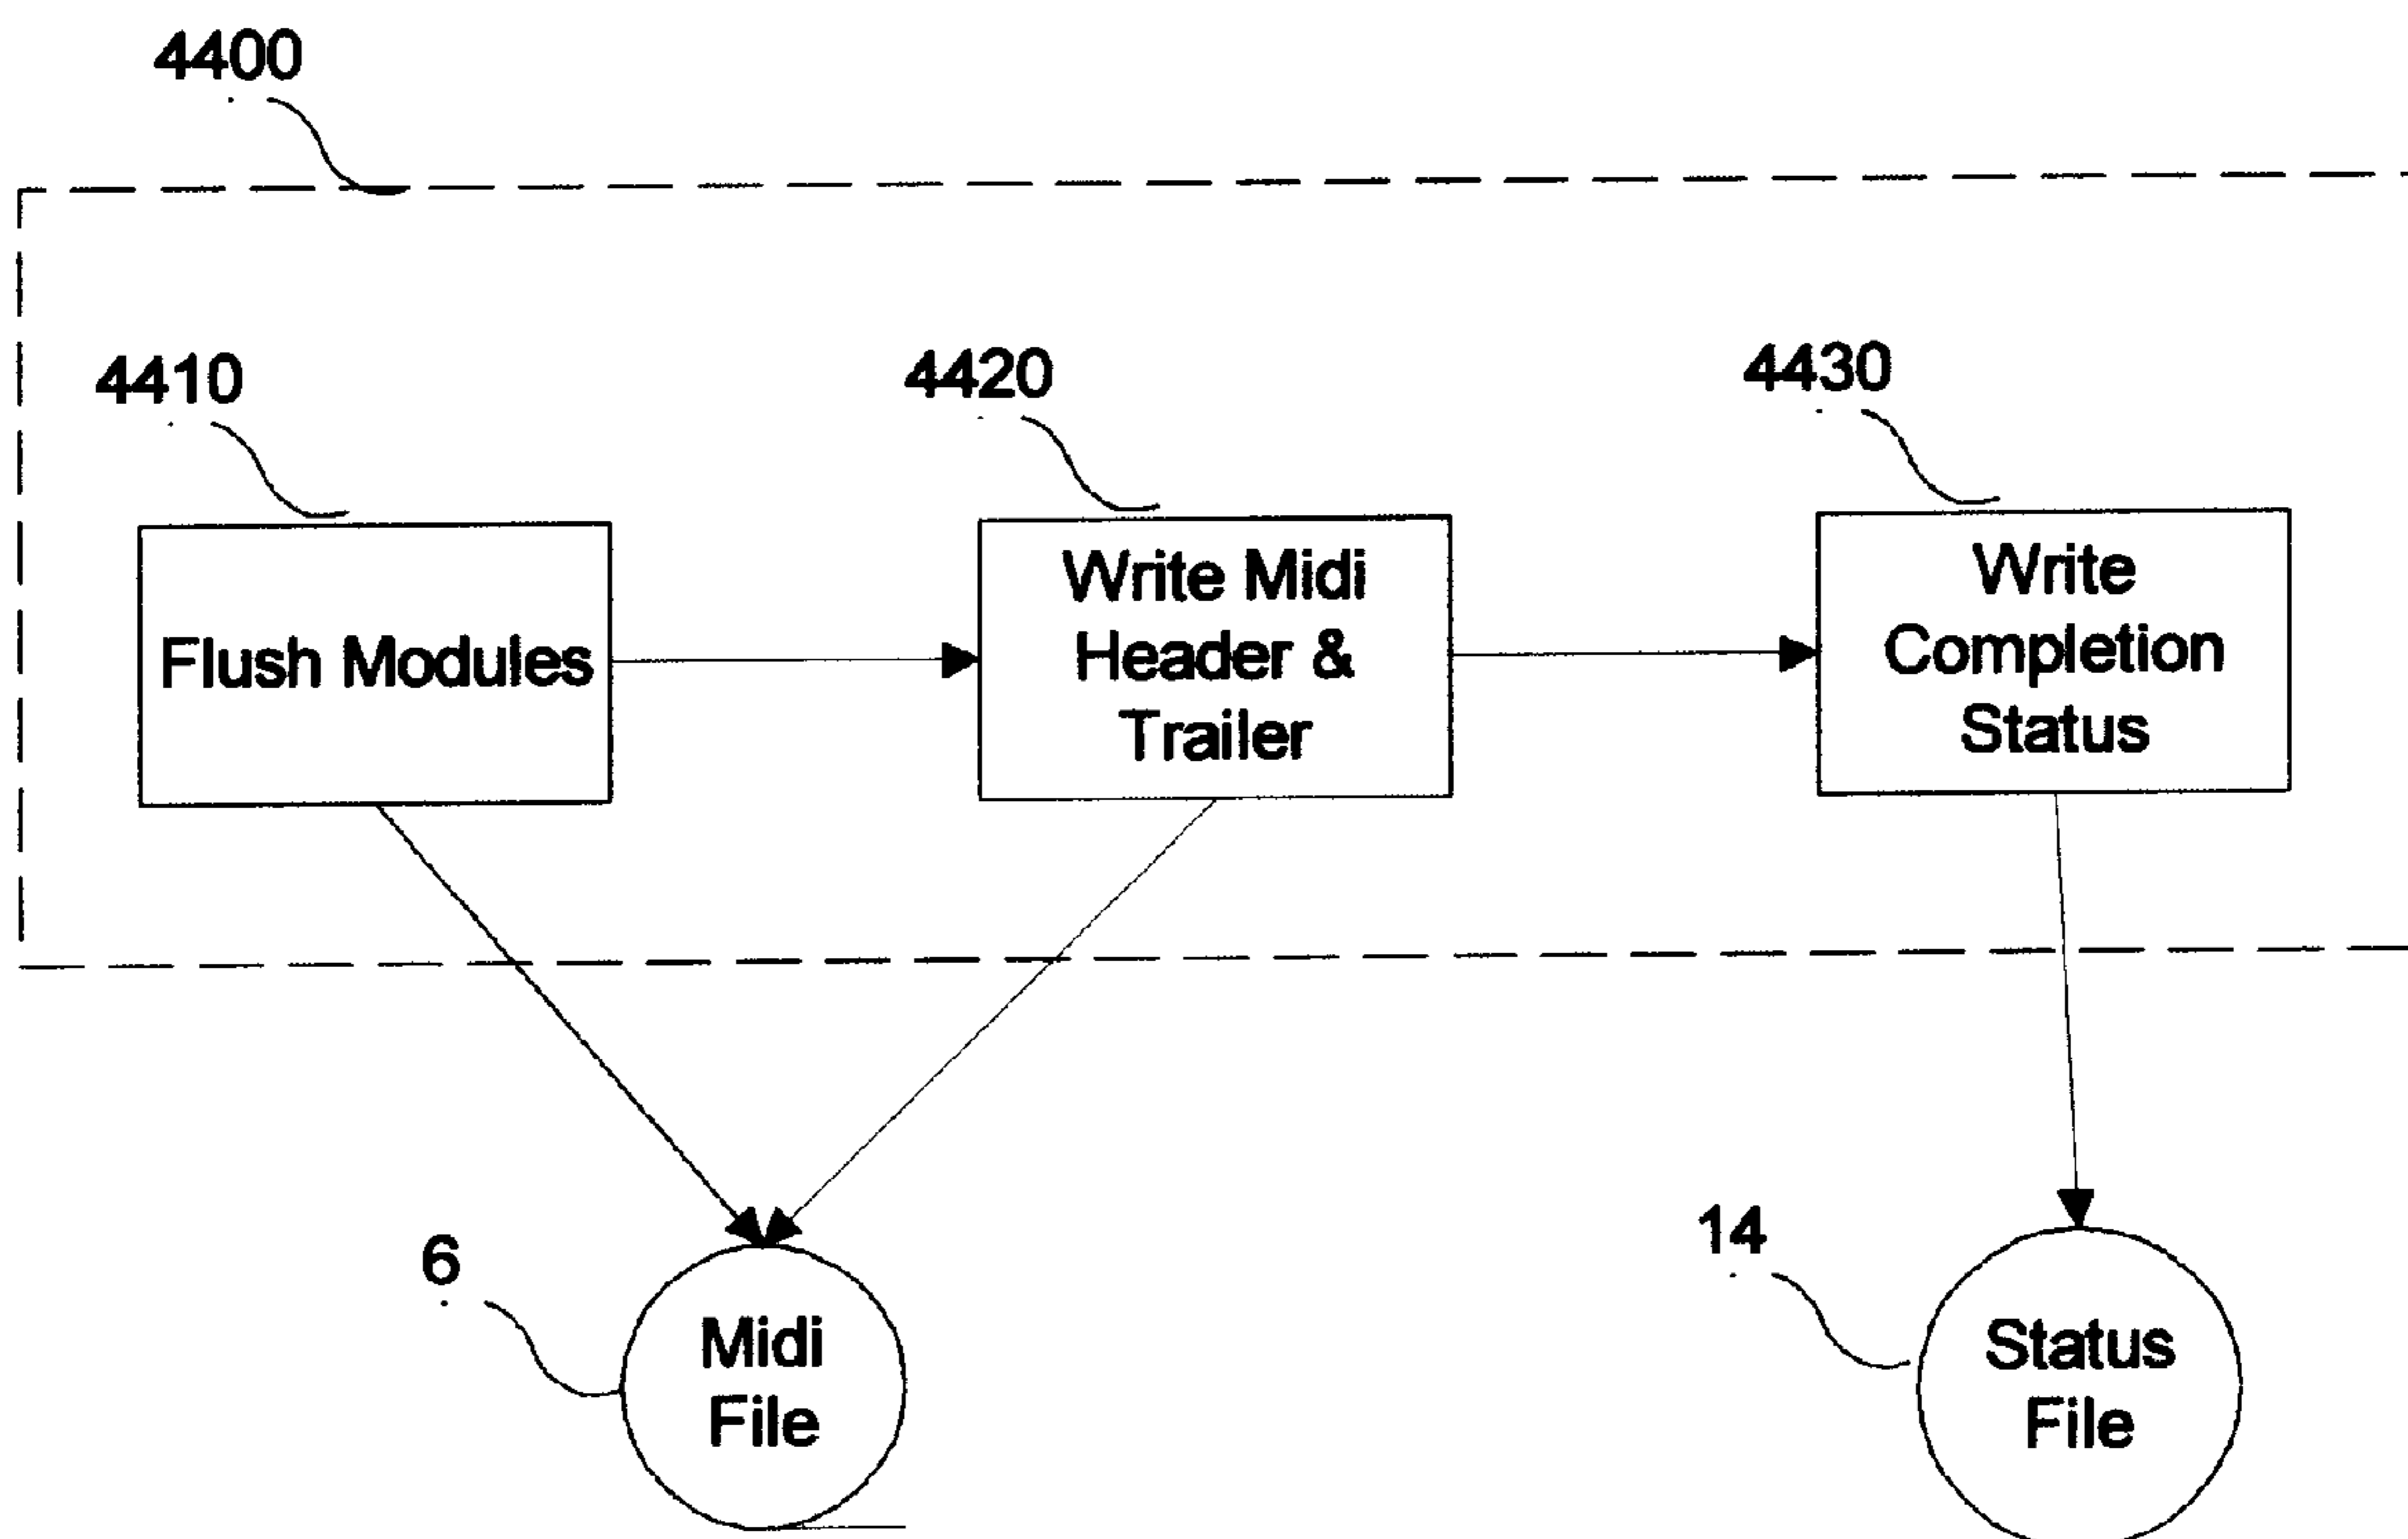 4400
4410
4420
4430
Flush Modules
Write Midi
Header &
Trailer
Write
Completion
Status
6
Midi
File
14
Status
File